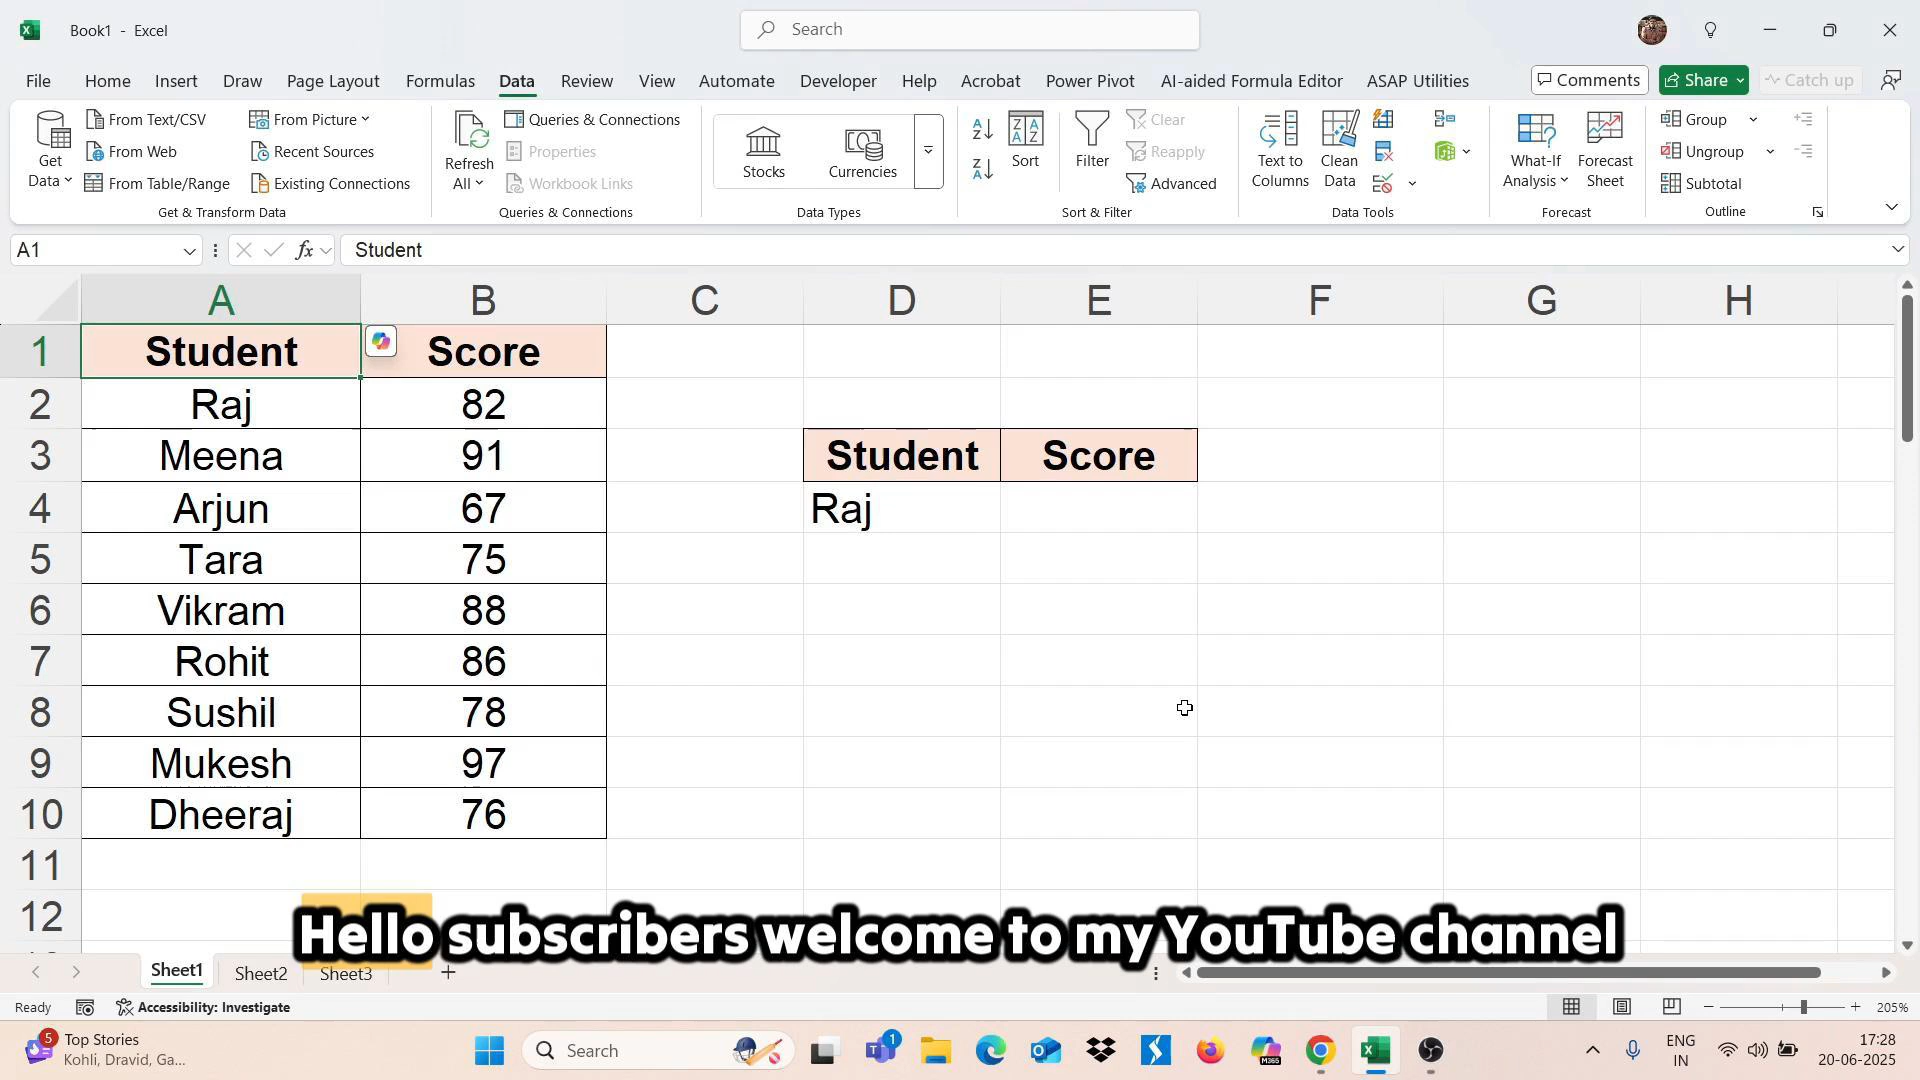 Book1 - Excel
Search
File Home Insert Draw Page Layout Formulas Data Review View Automate Developer Help Acrobat Power Pivot AI-aided Formula Editor ASAP Utilities
Comments Share Catch up
Get Data
From Text/CSV
From Web
From Table/Range
From Picture
Recent Sources
Existing Connections
Get & Transform Data
Refresh All
Queries & Connections
Properties
Workbook Links
Queries & Connections
Stocks Currencies
Data Types
Sort
Filter
Clear
Reapply
Advanced
Sort & Filter
Text to Columns
Clean Data
Data Tools
What-If Analysis
Forecast Sheet
Forecast
Group
Ungroup
Subtotal
Outline
A1 fx Student
A B C D E F G H
1 Student Score
2 Raj 82
3 Meena 91 Student Score
4 Arjun 67 Raj
5 Tara 75
6 Vikram 88
7 Rohit 86
8 Sushil 78
9 Mukesh 97
10 Dheeraj 76
11
12
Hello subscribers welcome to my YouTube channel
Sheet1 Sheet2 Sheet3
Ready Accessibility: Investigate 205%
5 Top Stories
Kohli, Dravid, Ga...
Search
1
M365
ENG
IN
17:28
20-06-2025